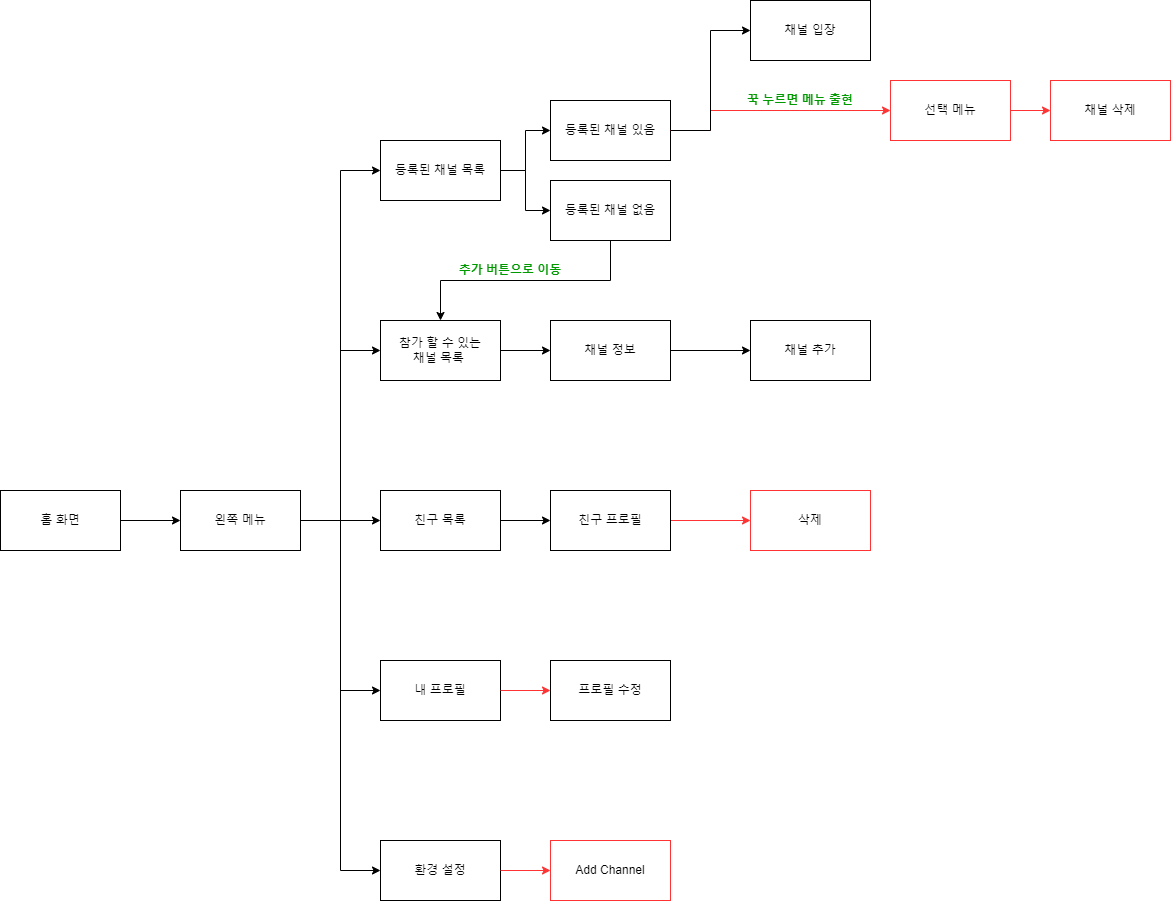 채널 입장
꾹 누르면 메뉴 출현
선택 메뉴
채널 삭제
등록된 채널 있음
등록된 채널 목록
등록된 채널 없음
추가 버튼으로 이동
참가 할 수 있는
채널 목록
채널 정보
채널 추가
홈 화면
왼쪽 메뉴
친구 목록
친구 프로필
삭제
내 프로필
프로필 수정
환경 설정
Add Channel